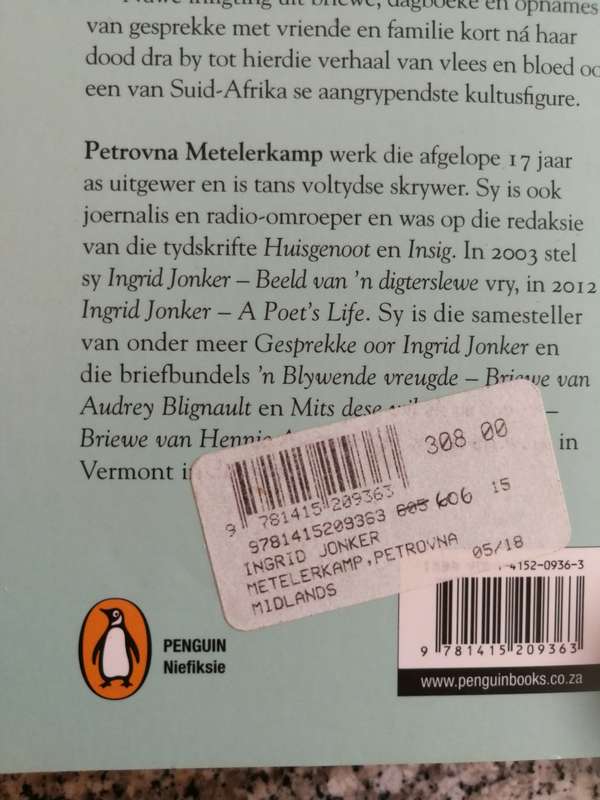 van gesprekke met vriende en familie kort ná haar
dood dra by tot hierdie verhaal van vlees en bloed
een van Suid-Afrika se aangrypendste kultusfigure.
Petrovna Metelerkamp werk die afgelope 17 jaar
as uitgewer en is tans voltydse skrywer. Sy is ook
joernalis en radio-omroeper en was op die redaksie
van die tydskrifte Huisgenoot en Insig. In 2003 stel
sy Ingrid Jonker – Beeld van 'n digterslewe vry, in 2012
Ingrid Jonker – A Poet's Life. Sy is die samesteller
van onder meer Gesprekke oor Ingrid Jonker en
die briefbundels 'n Blywende vreugde – Briewe van
Audrey Blignault en Mits dese
Briewe van Hennie in
Vermont
308.00
9 781415 209363
9781415209363 605 606 15
INGRID JONKER
METELERKAMP,PETROVNA 05/18
MIDLANDS
4152-0936-3
9 781415 209363
www.penguinbooks.co.za
PENGUIN
Niefiksie